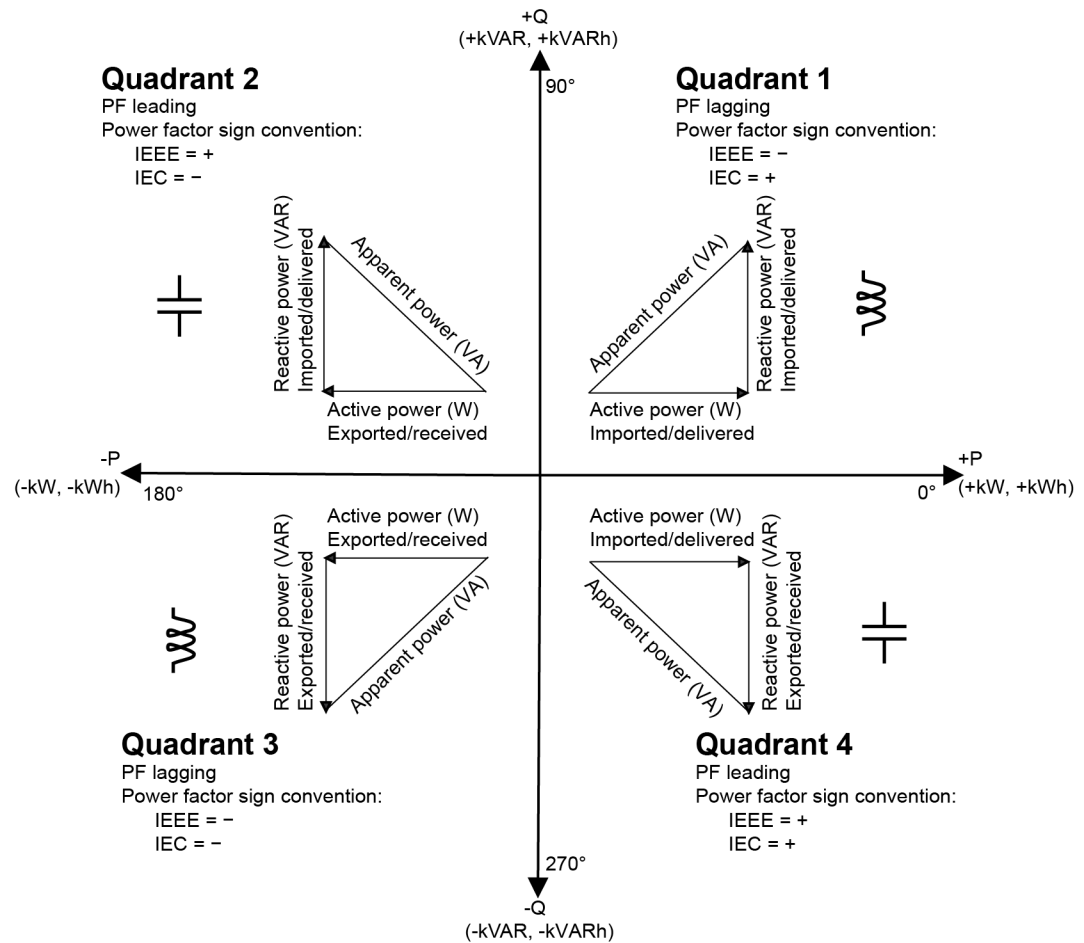 +Q
(+kVAR, +kVARh)
90°
Quadrant 2
PF leading
Power factor sign convention:
IEEE = +
IEC = −
Reactive power (VAR)
Imported/delivered
Apparent power (VA)
Active power (W)
Exported/received
Quadrant 1
PF lagging
Power factor sign convention:
IEEE = −
IEC = +
Apparent power (VA)
Reactive power (VAR)
Imported/delivered
Active power (W)
Imported/delivered
-P
(-kW, -kWh)
180°
0°
+P
(+kW, +kWh)
Active power (W)
Exported/received
Reactive power (VAR)
Exported/received
Apparent power (VA)
Quadrant 3
PF lagging
Power factor sign convention:
IEEE = −
IEC = −
Active power (W)
Imported/delivered
Apparent power (VA)
Reactive power (VAR)
Exported/received
Quadrant 4
PF leading
Power factor sign convention:
IEEE = +
IEC = +
270°
-Q
(-kVAR, -kVARh)